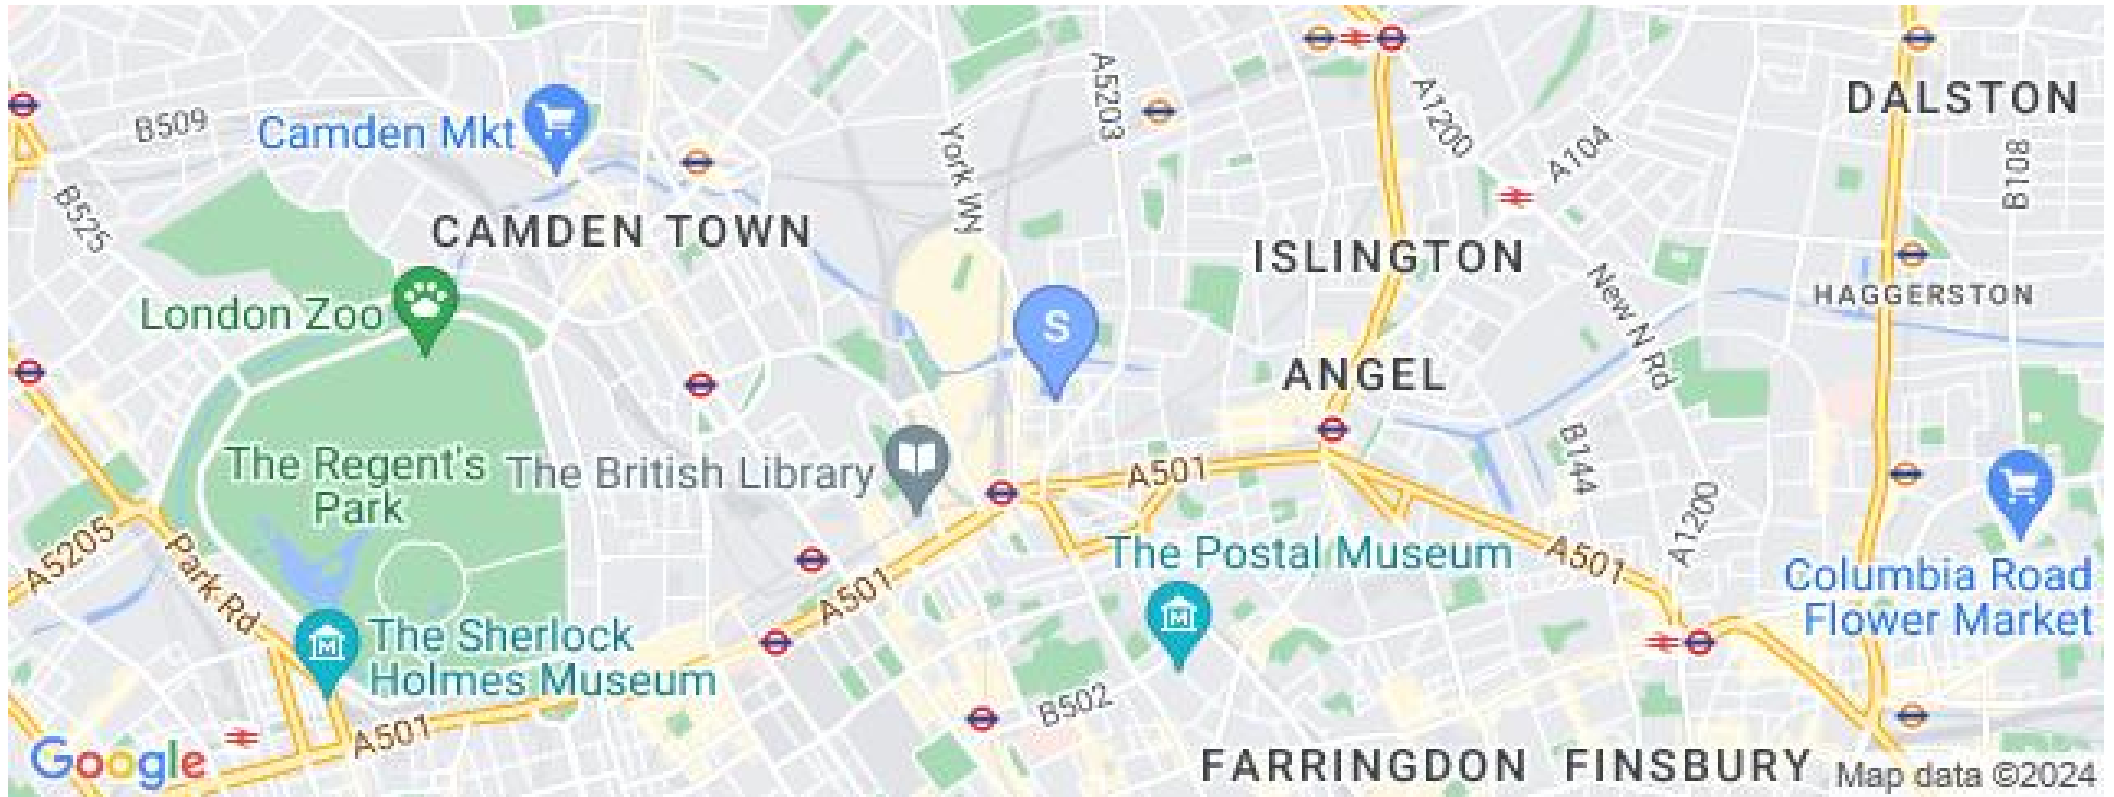 A5203
A1200
DALSTON
B509
Camden Mkt
York Wy
A104
B108
B525
CAMDEN TOWN
ISLINGTON
London Zoo
S
New N Rd
HAGGERSTON
ANGEL
The Regent's
Park
The British Library
A501
B144
A1200
A5205
Park Rd
A501
The Postal Museum
A501
Columbia Road
Flower Market
M
The Sherlock
Holmes Museum
M
B502
A501
Google
FARRINGDON
FINSBURY
Map data ©2024